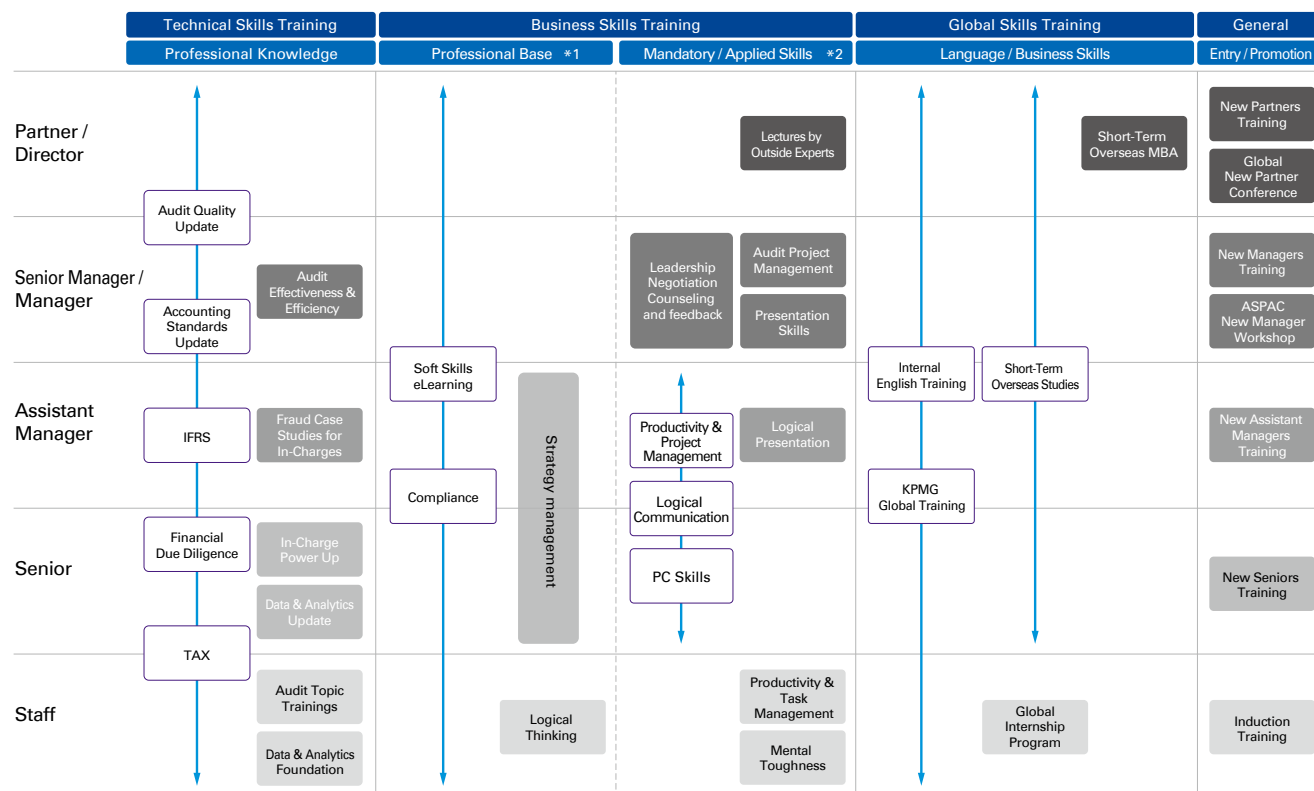 Technical Skills Training
Business Skills Training
Global Skills Training
General
Professional Knowledge
Professional Base *1
Mandatory / Applied Skills *2
Language / Business Skills
Entry / Promotion
Partner /
Director
Audit Quality
Update
Lectures by
Outside Experts
Short-Term
Overseas MBA
New Partners
Training
Global
New Partner
Conference
Senior Manager /
Manager
Accounting
Standards
Update
Audit
Effectiveness &
Efficiency
Leadership
Negotiation
Counseling
and feedback
Audit Project
Management
Presentation
Skills
New Managers
Training
ASPAC
New Manager
Workshop
Soft Skills
eLearning
Internal
English Training
Short-Term
Overseas Studies
Assistant
Manager
IFRS
Fraud Case
Studies for
In-Charges
Strategy management
Productivity &
Project
Management
Logical
Presentation
New Assistant
Managers
Training
Compliance
Logical
Communication
KPMG
Global Training
Senior
Financial
Due Diligence
In-Charge
Power Up
Data & Analytics
Update
PC Skills
New Seniors
Training
TAX
Staff
Audit Topic
Trainings
Data & Analytics
Foundation
Logical
Thinking
Productivity &
Task
Management
Mental
Toughness
Global
Internship
Program
Induction
Training